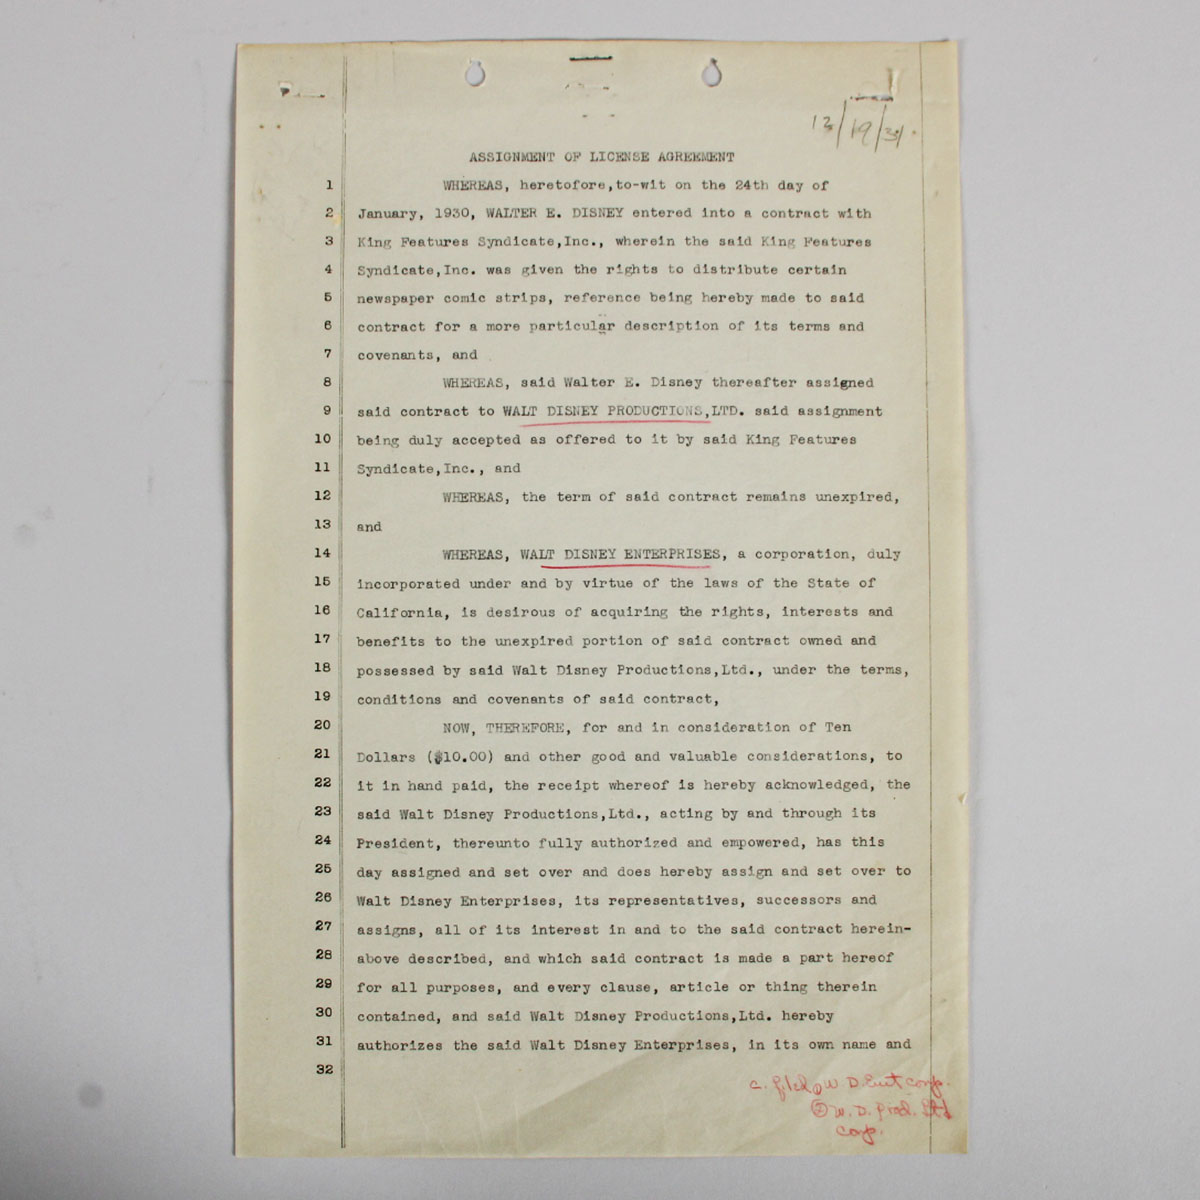 12/19/31.
ASSIGNMENT OF LICENSE AGREEMENT
1 WHEREAS, heretofore,to-wit on the 24th day of
2 January, 1930, WALTER E. DISNEY entered into a contract with
3 King Features Syndicate,Inc., wherein the said King Features
4 Syndicate,Inc. was given the rights to distribute certain
5 newspaper comic strips, reference being hereby made to said
6 contract for a more particular description of its terms and
7 covenants, and
8 WHEREAS, said Walter E. Disney thereafter assigned
9 said contract to WALT DISNEY PRODUCTIONS,LTD. said assignment
10 being duly accepted as offered to it by said King Features
11 Syndicate,Inc., and
12 WHEREAS, the term of said contract remains unexpired,
13 and
14 WHEREAS, WALT DISNEY ENTERPRISES, a corporation, duly
15 incorporated under and by virtue of the laws of the State of
16 California, is desirous of acquiring the rights, interests and
17 benefits to the unexpired portion of said contract owned and
18 possessed by said Walt Disney Productions,Ltd., under the terms,
19 conditions and covenants of said contract,
20 NOW, THEREFORE, for and in consideration of Ten
21 Dollars ($10.00) and other good and valuable considerations, to
22 it in hand paid, the receipt whereof is hereby acknowledged, the
23 said Walt Disney Productions,Ltd., acting by and through its
24 President, thereunto fully authorized and empowered, has this
25 day assigned and set over and does hereby assign and set over to
26 Walt Disney Enterprises, its representatives, successors and
27 assigns, all of its interest in and to the said contract herein-
28 above described, and which said contract is made a part hereof
29 for all purposes, and every clause, article or thing therein
30 contained, and said Walt Disney Productions,Ltd. hereby
31 authorizes the said Walt Disney Enterprises, in its own name and
32
c. W. D. Ent corp.
② W. D. Prod. Ltd
corp.